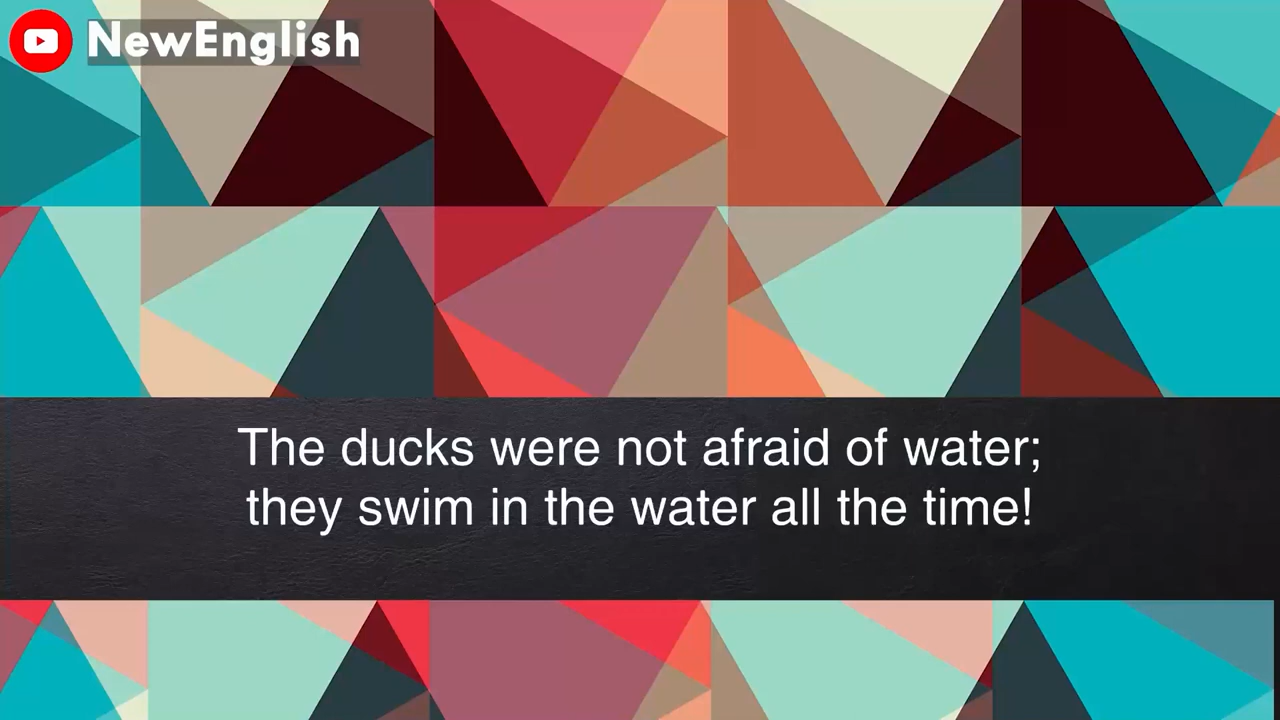 NewEnglish
The ducks were not afraid of water;
they swim in the water all the time!